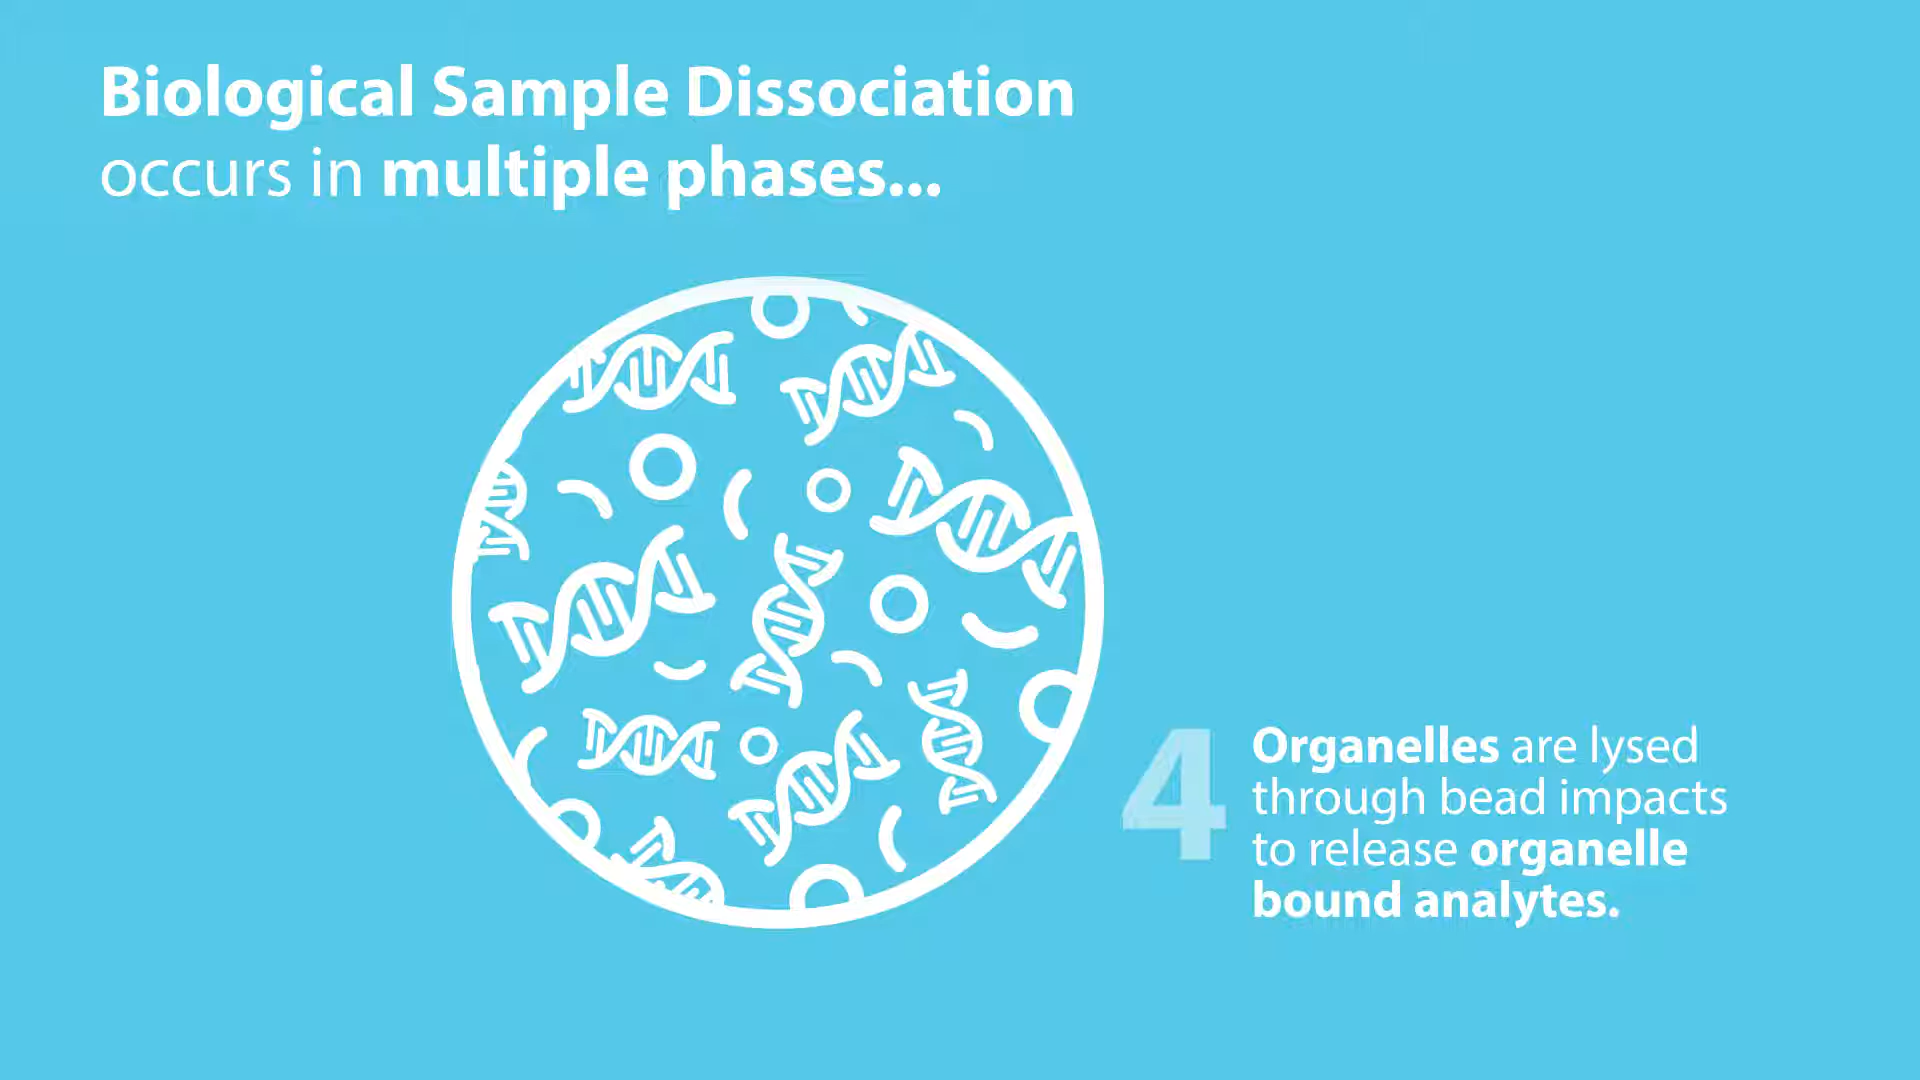 Biological Sample Dissociation
occurs in multiple phases...
4
Organelles are lysed
through bead impacts
to release organelle
bound analytes.